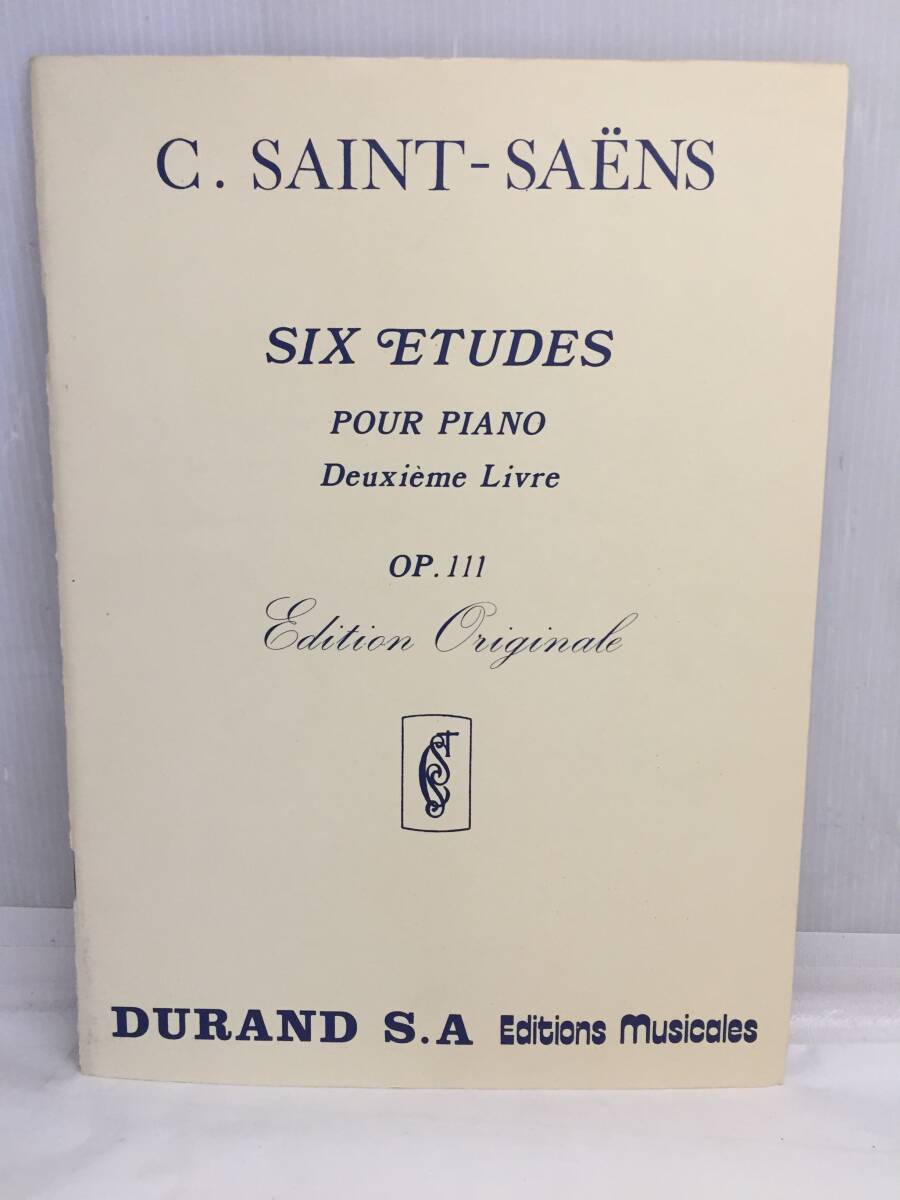 C. SAINT-SAËNS
SIX ETUDES
POUR PIANO
Deuxième Livre
OP. 111
Edition Originale
DURAND S.A Editions Musicales